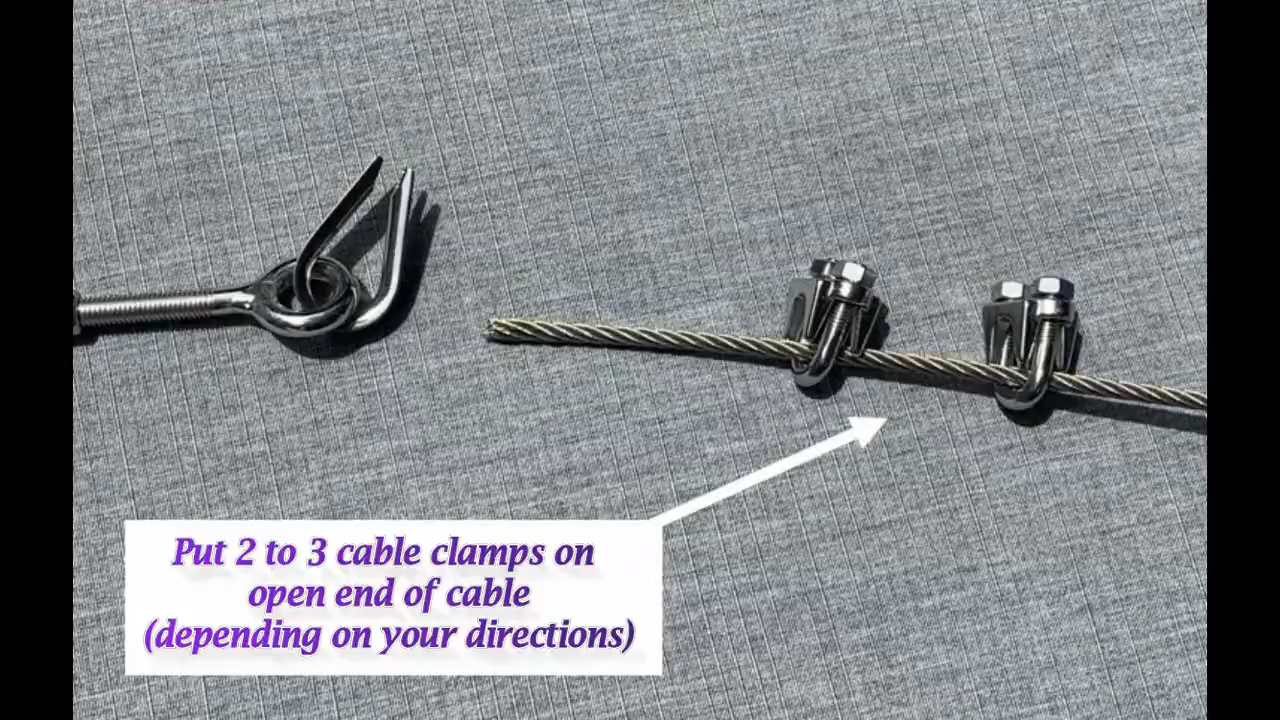 Put 2 to 3 cable clamps on
open end of cable
(depending on your directions)